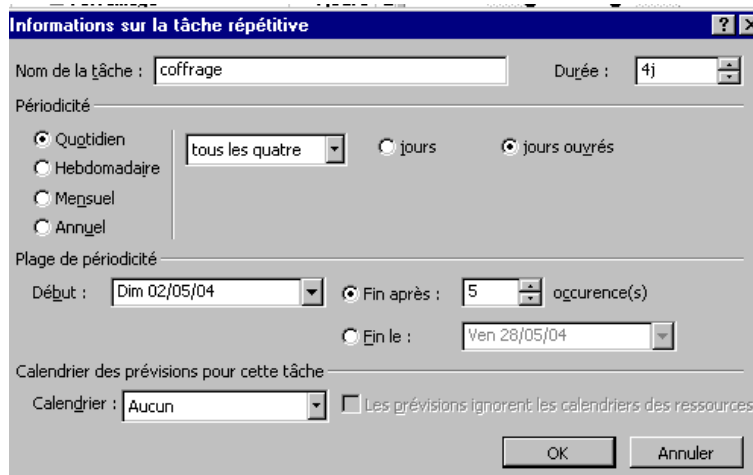 Informations sur la tâche répétitive
Nom de la tâche : coffrage Durée : 4j
Périodicité
Quotidien tous les quatre jours jours ouvrés
Hebdomadaire
Mensuel
Annuel
Plage de périodicité
Début : Dim 02/05/04 Fin après : 5 occurence(s)
Fin le : Ven 28/05/04
Calendrier des prévisions pour cette tâche
Calendrier : Aucun Les prévisions ignorent les calendriers des ressources
OK Annuler